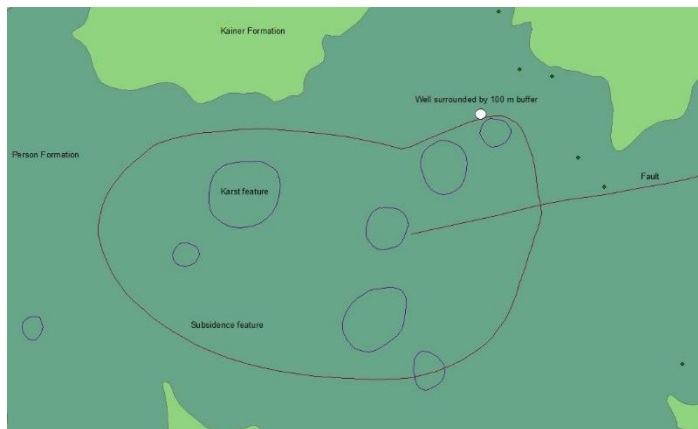 Kainer Formation
Well surrounded by 100 m buffer
Person Formation
Fault
Karst feature
Subsidence feature